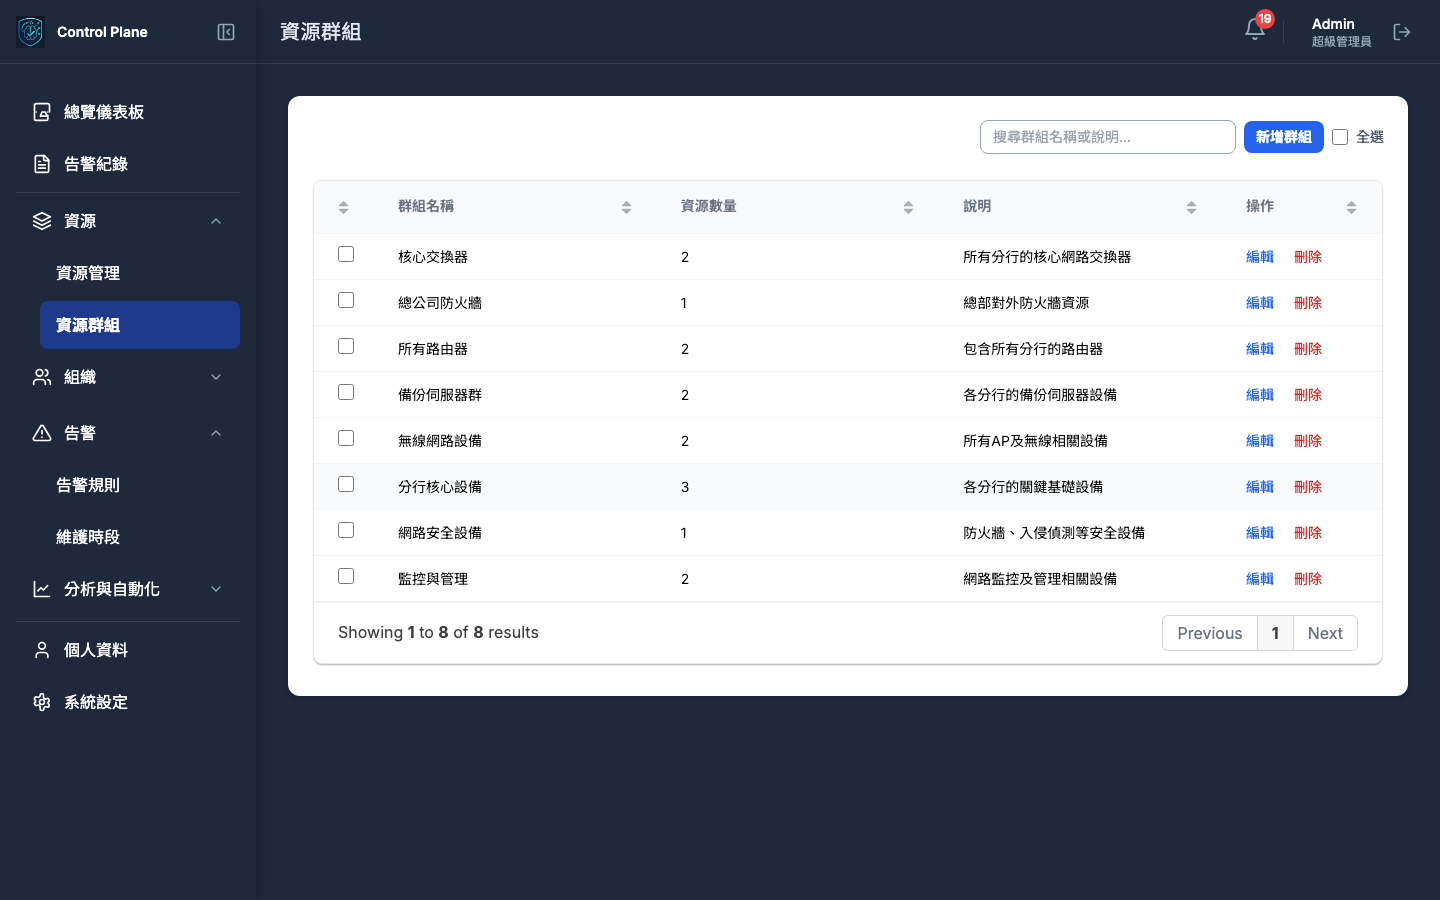 Control Plane
資源群組
19
Admin
超級管理員
總覽儀表板
告警紀錄
資源
資源管理
資源群組
組織
告警
告警規則
維護時段
分析與自動化
個人資料
系統設定
搜尋群組名稱或說明... 新增群組 全選
群組名稱 資源數量 說明 操作
核心交換器 2 所有分行的核心網路交換器 編輯 刪除
總公司防火牆 1 總部對外防火牆資源 編輯 刪除
所有路由器 2 包含所有分行的路由器 編輯 刪除
備份伺服器群 2 各分行的備份伺服器設備 編輯 刪除
無線網路設備 2 所有AP及無線相關設備 編輯 刪除
分行核心設備 3 各分行的關鍵基礎設備 編輯 刪除
網路安全設備 1 防火牆、入侵偵測等安全設備 編輯 刪除
監控與管理 2 網路監控及管理相關設備 編輯 刪除
Showing 1 to 8 of 8 results Previous 1 Next